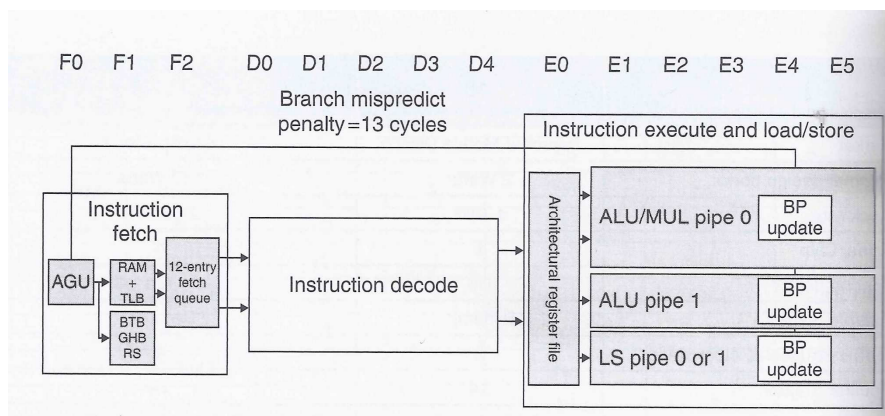 F0 F1 F2 D0 D1 D2 D3 D4 E0 E1 E2 E3 E4 E5
Branch mispredict
penalty=13 cycles
Instruction execute and load/store
Instruction
fetch
AGU
RAM
+
TLB
BTB
GHB
RS
12-entry
fetch
queue
Instruction decode
Architectural register file
ALU/MUL pipe 0
BP
update
ALU pipe 1
BP
update
LS pipe 0 or 1
BP
update